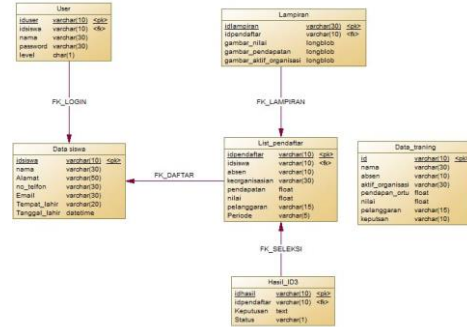 User
iduser varchar(10) <pk>
idsiswa varchar(10) <fk>
nama varchar(30)
password varchar(30)
level char(1)
Lampiran
idlampiran varchar(30) <pk>
idpendaftar varchar(10) <fk>
gambar_nilai longblob
gambar_pendapatan longblob
gambar_aktif_organisasi longblob
FK_LOGIN
FK_LAMPIRAN
Data siswa
idsiswa varchar(10) <pk>
nama varchar(30)
Alamat varchar(50)
no_telfon varchar(30)
Email varchar(30)
Tempat_lahir varchar(20)
Tanggal_lahir datetime
FK_DAFTAR
List_pendaftar
idpendaftar varchar(10) <pk>
idsiswa varchar(10) <fk>
absen varchar(10)
keorganisasian varchar(30)
pendapatan float
nilai float
pelanggaran varchar(15)
Periode varchar(5)
Data_traning
id varchar(10) <pk>
nama varchar(30)
absen varchar(10)
aktif_organisasi varchar(30)
pendapan_ortu float
nilai float
pelanggaran varchar(15)
keputsan varchar(10)
FK_SELEKSI
Hasil_ID3
idhasil varchar(10) <pk>
idpendaftar varchar(10) <fk>
Keputusan text
Status varchar(1)